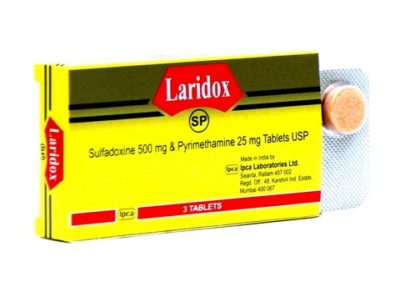 Laridox
SP
Sulfadoxine 500 mg & Pyrimethamine 25 mg Tablets USP
Made in India by
ipca Ipca Laboratories Ltd.
Sejavta, Ratlam 457 002
Regd. Off.: 48, Kandivli Ind. Estate,
Mumbai 400 067
ipca
3 TABLETS
Laridox
SP